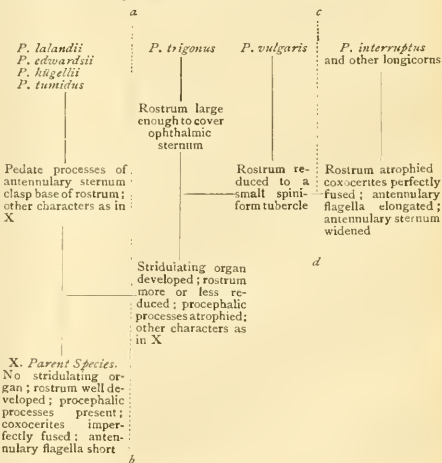 a
c
P. lalandii
P. edwardsii
P. hügellii
P. tumidus
P. trigonus
P. vulgaris
P. interruptus
and other longicorns
Rostrum large
enough to cover
ophthalmic
sternum
Pedate processes of
antennulary sternum
clasp base of rostrum;
other characters as in
X
Rostrum re-
duced to a
small spini-
form tubercle
Rostrum atrophied
coxocerites perfectly
fused; antennulary
flagella elongated;
antennulary sternum
widened
d
Stridulating organ
developed; rostrum
more or less re-
duced; procephalic
processes atrophied;
other characters as
in X
X. Parent Species.
No stridulating or-
gan; rostrum well de-
veloped; procephalic
processes present;
coxocerites imper-
fectly fused; anten-
nulary flagella short
b